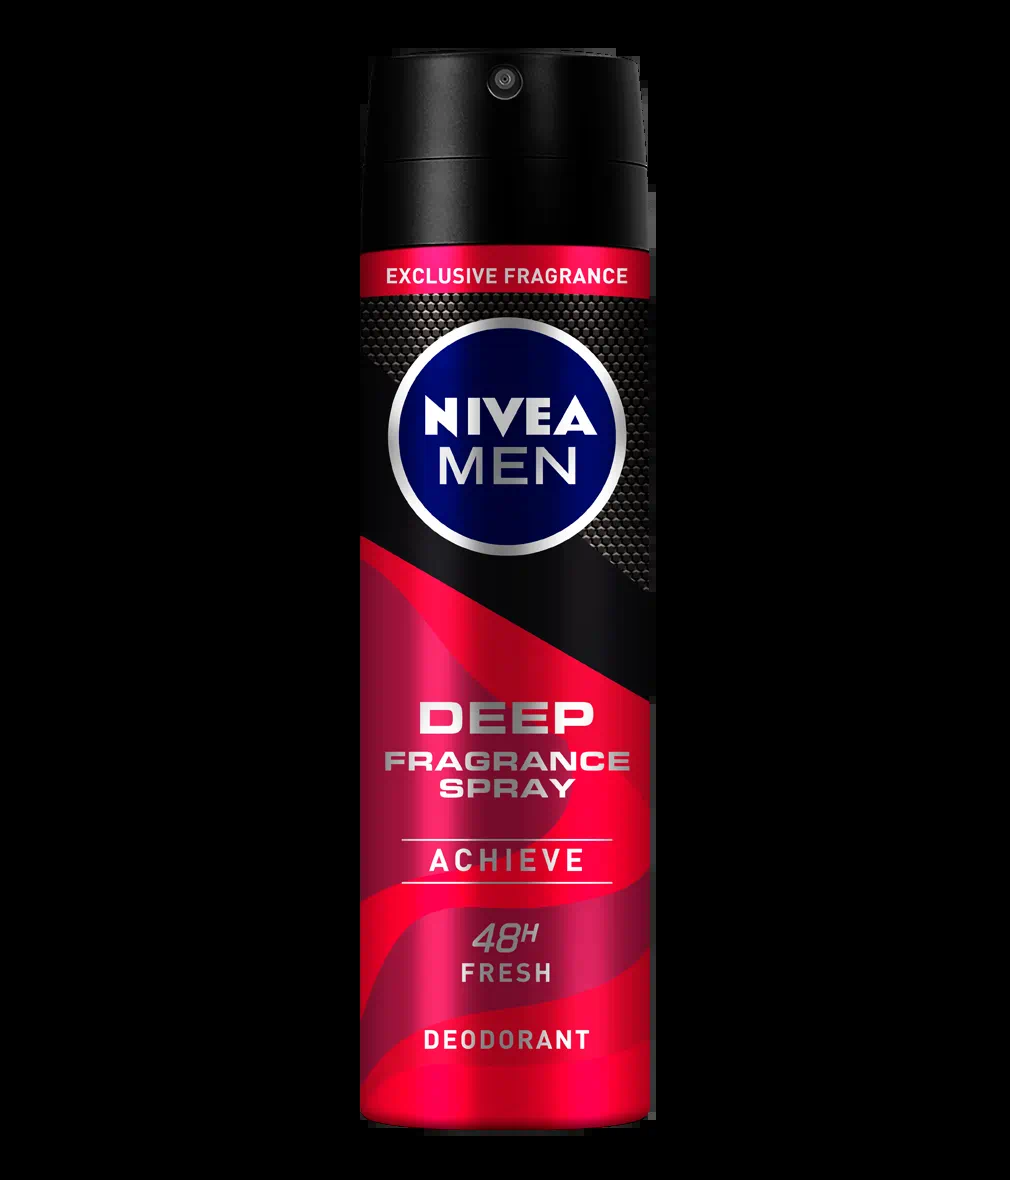 EXCLUSIVE FRAGRANCE
NIVEA
MEN
DEEP
FRAGRANCE
SPRAY
ACHIEVE
48H
FRESH
DEODORANT